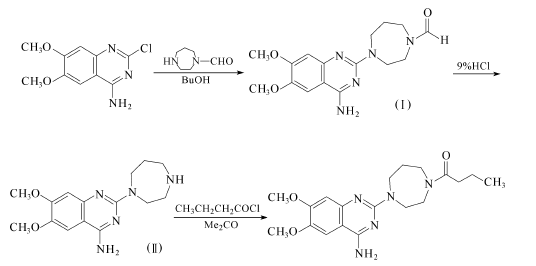 CH₃O
CH₃O
N
N
Cl
NH₂
HN
N—CHO
BuOH
CH₃O
CH₃O
N
N
NH₂
N
N
O
H
(Ⅰ)
9%HCl
CH₃O
CH₃O
N
N
NH₂
N
NH
(Ⅱ)
CH₃CH₂CH₂COCl
Me₂CO
CH₃O
CH₃O
N
N
NH₂
N
N
O
CH₃